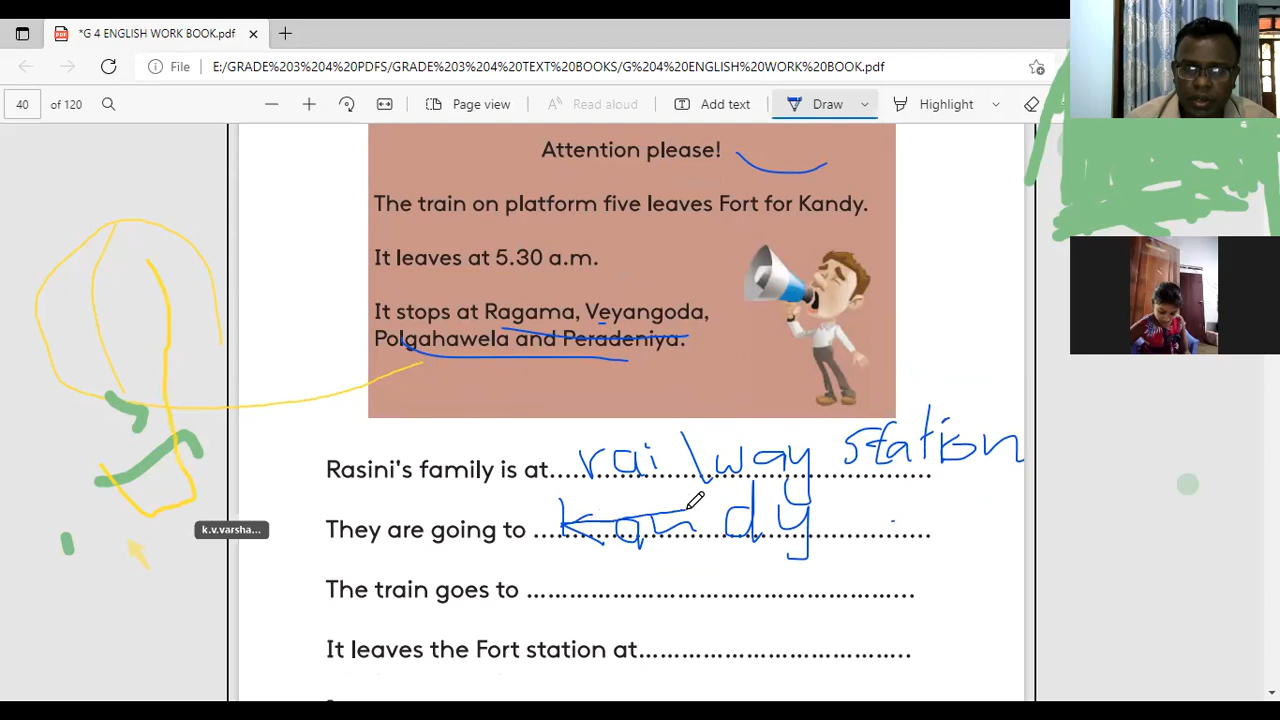 *G 4 ENGLISH WORK BOOK.pdf
File E:/GRADE%203%204%20PDFS/GRADE%203%204%20TEXT%20BOOKS/G%204%20ENGLISH%20WORK%20BOOK.pdf
40 of 120 Page view Read aloud Add text Draw Highlight
Attention please!
The train on platform five leaves Fort for Kandy.
It leaves at 5.30 a.m.
It stops at Ragama, Veyangoda,
Polgahawela and Peradeniya.
Rasini's family is at....railway station
They are going to ....Kandy
k.v.varsha...
The train goes to ..........................................
It leaves the Fort station at................................